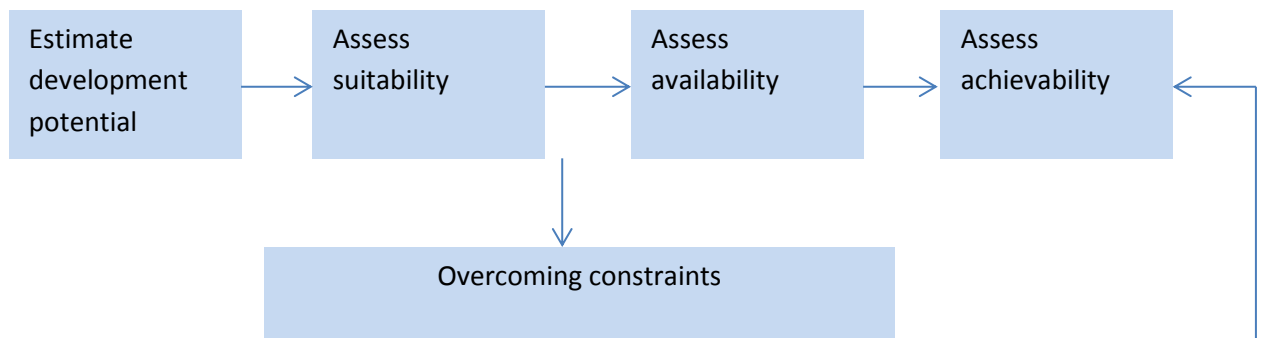 Estimate
development
potential
Assess
suitability
Assess
availability
Assess
achievability
Overcoming constraints